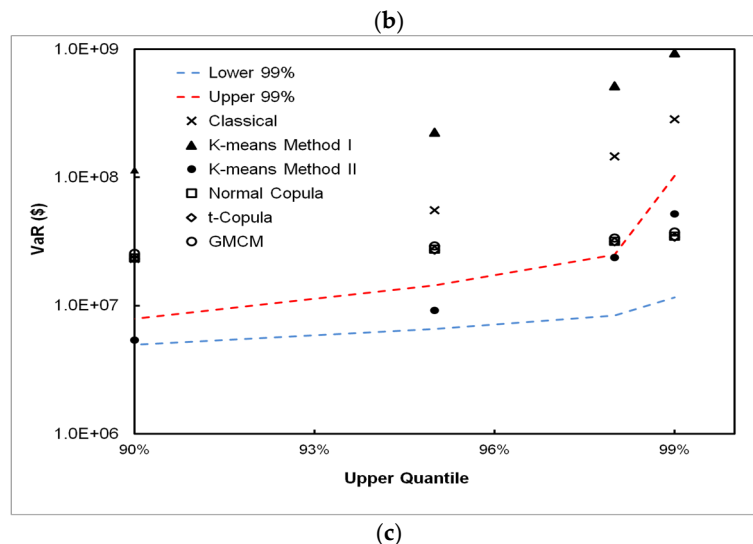 (b)
1.0E+09
1.0E+08
1.0E+07
1.0E+06
VaR ($)
Lower 99%
Upper 99%
Classical
K-means Method I
K-means Method II
Normal Copula
t-Copula
GMCM
90%
93%
96%
99%
Upper Quantile
(c)